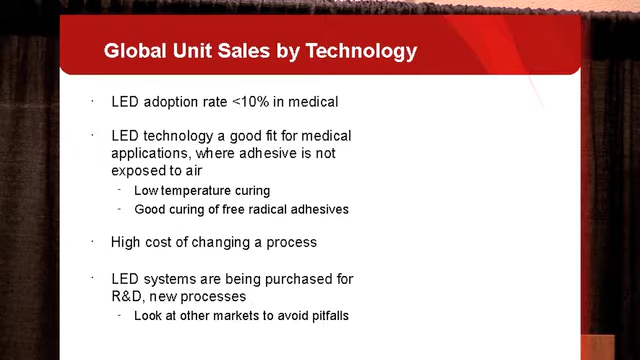 Global Unit Sales by Technology
· LED adoption rate <10% in medical
· LED technology a good fit for medical
applications, where adhesive is not
exposed to air
- Low temperature curing
- Good curing of free radical adhesives
· High cost of changing a process
· LED systems are being purchased for
R&D, new processes
- Look at other markets to avoid pitfalls